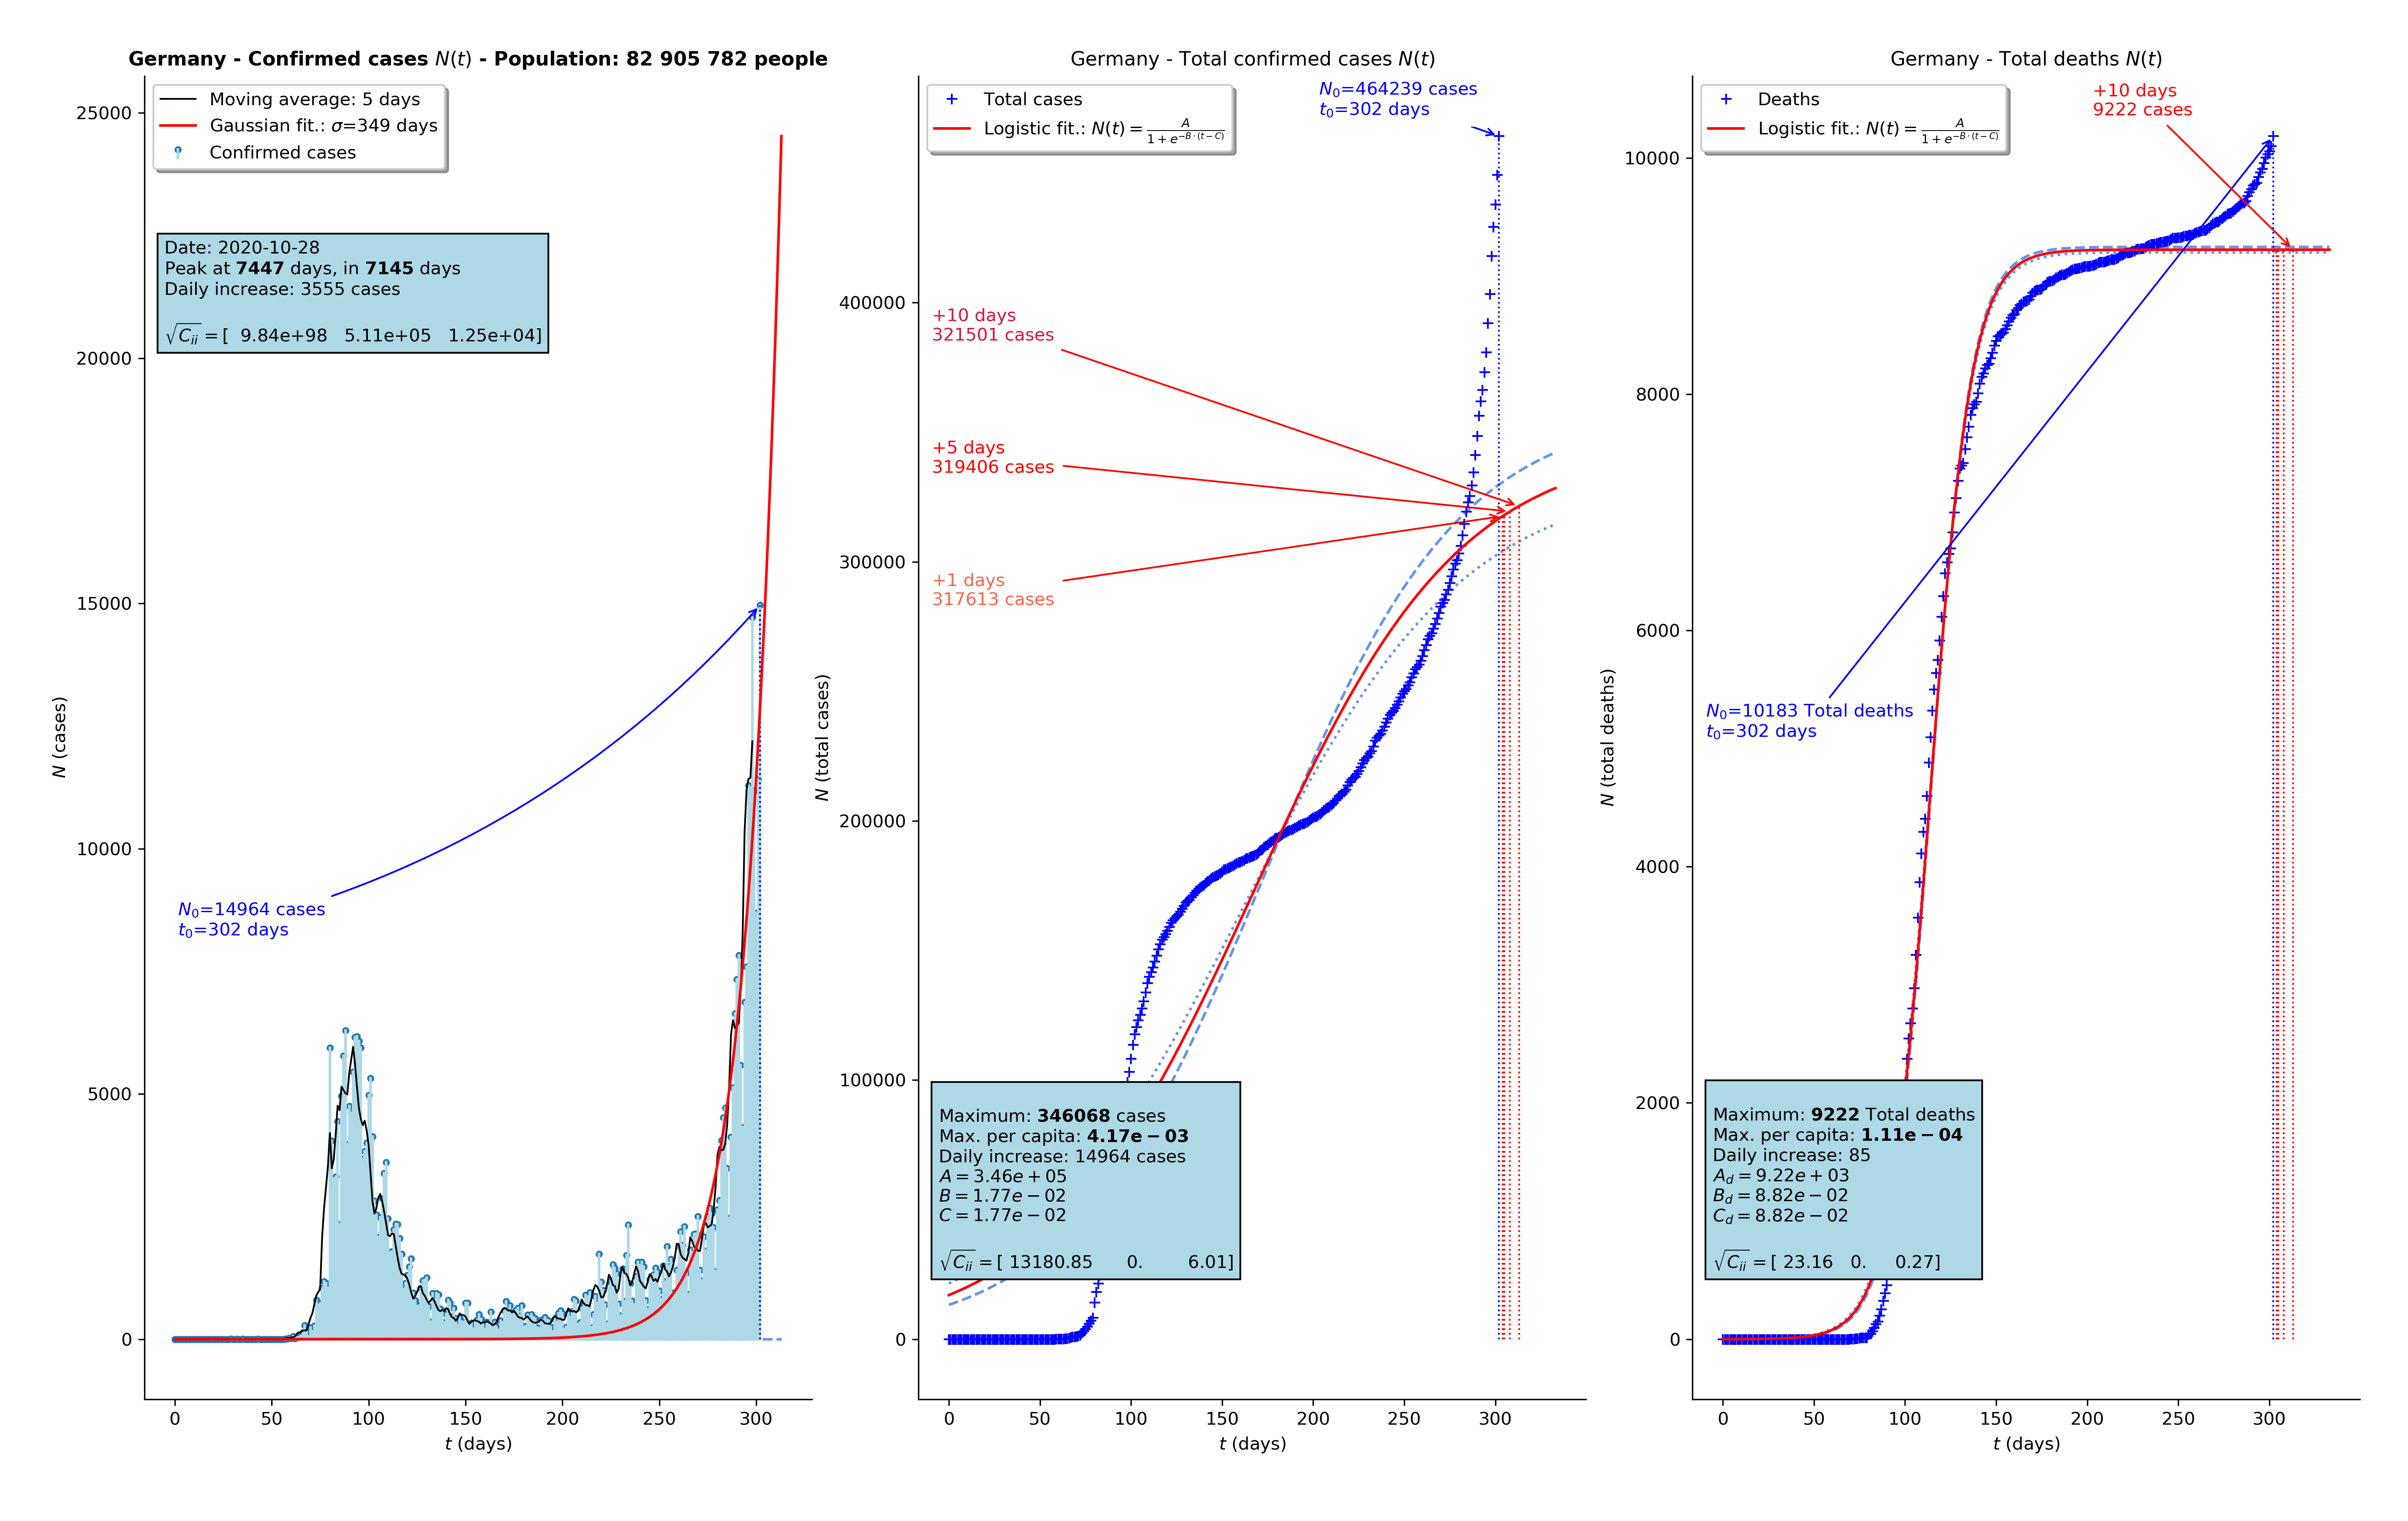 Germany - Confirmed cases N(t) - Population: 82 905 782 people
Moving average: 5 days
Gaussian fit.: σ=349 days
Confirmed cases
Date: 2020-10-28
Peak at 7447 days, in 7145 days
Daily increase: 3555 cases
√C_ii = [ 9.84e+98 5.11e+05 1.25e+04]
N₀=14964 cases
t₀=302 days
25000
20000
15000
10000
5000
0
N (cases)
0 50 100 150 200 250 300
t (days)
Germany - Total confirmed cases N(t)
Total cases
Logistic fit.: N(t) = A / (1 + e^(−B·(t−C)))
N₀=464239 cases
t₀=302 days
+10 days
321501 cases
+5 days
319406 cases
+1 days
317613 cases
Maximum: 346068 cases
Max. per capita: 4.17e − 03
Daily increase: 14964 cases
A = 3.46e + 05
B = 1.77e − 02
C = 1.77e − 02
√C_ii = [ 13180.85 0. 6.01]
400000
300000
200000
100000
0
N (total cases)
0 50 100 150 200 250 300
t (days)
Germany - Total deaths N(t)
Deaths
Logistic fit.: N(t) = A / (1 + e^(−B·(t−C)))
+10 days
9222 cases
N₀=10183 Total deaths
t₀=302 days
Maximum: 9222 Total deaths
Max. per capita: 1.11e − 04
Daily increase: 85
A_d = 9.22e + 03
B_d = 8.82e − 02
C_d = 8.82e − 02
√C_ii = [ 23.16 0. 0.27]
10000
8000
6000
4000
2000
0
N (total deaths)
0 50 100 150 200 250 300
t (days)